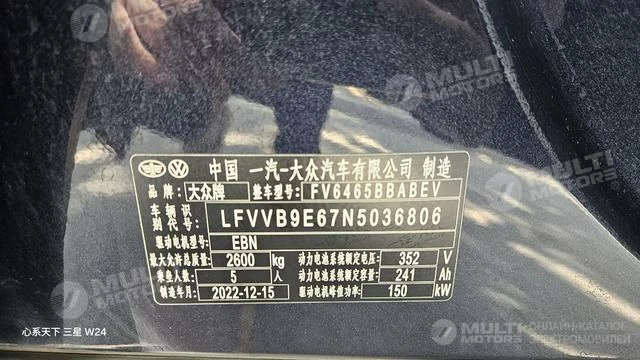 MULTI MOTORS
MULTI MOTORS
中国 一汽-大众汽车有限公司 制造
品牌: 大众牌 整车型号: FV6465BBABEV
车辆识别代号: LFVVB9E67N5036806
驱动电机型号: EBN
最大允许总质量: 2600 kg 动力电池系统额定电压: 352 V
乘坐人数: 5 人 动力电池系统额定容量: 241 Ah
制造年月: 2022-12-15 驱动电机峰值功率: 150 kW
MULTI MOTORS
心系天下 三星 W24
MULTI MOTORS ОНЛАЙН-КАТАЛОГ ЭЛЕКТРОМОБИЛЕЙ